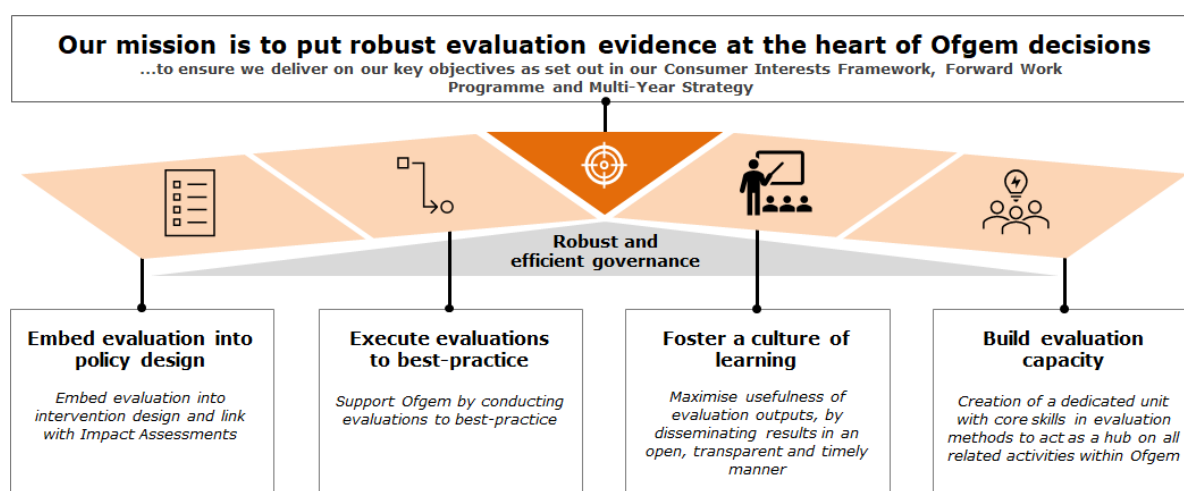 Our mission is to put robust evaluation evidence at the heart of Ofgem decisions
...to ensure we deliver on our key objectives as set out in our Consumer Interests Framework, Forward Work
Programme and Multi-Year Strategy
Robust and
efficient governance
Embed evaluation into
policy design
Embed evaluation into
intervention design and link
with Impact Assessments
Execute evaluations
to best-practice
Support Ofgem by conducting
evaluations to best-practice
Foster a culture of
learning
Maximise usefulness of
evaluation outputs, by
disseminating results in an
open, transparent and timely
manner
Build evaluation
capacity
Creation of a dedicated unit
with core skills in evaluation
methods to act as a hub on all
related activities within Ofgem